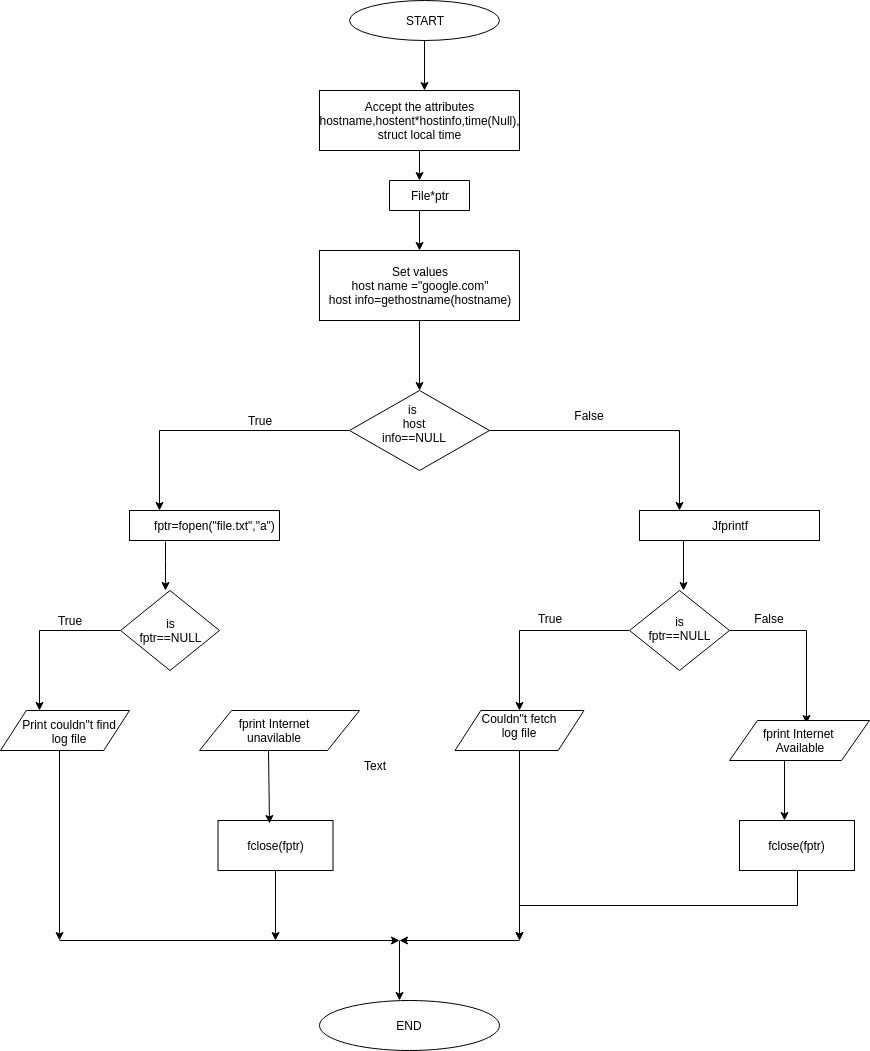 START
Accept the attributes
hostname,hostent*hostinfo,time(Null),
struct local time
File*ptr
Set values
host name ="google.com"
host info=gethostname(hostname)
is
host
info==NULL
True
False
fptr=fopen("file.txt","a")
Jfprintf
is
fptr==NULL
True
is
fptr==NULL
True
False
Print couldn"t find
log file
fprint Internet
unavilable
Couldn"t fetch
log file
fprint Internet
Available
Text
fclose(fptr)
fclose(fptr)
END